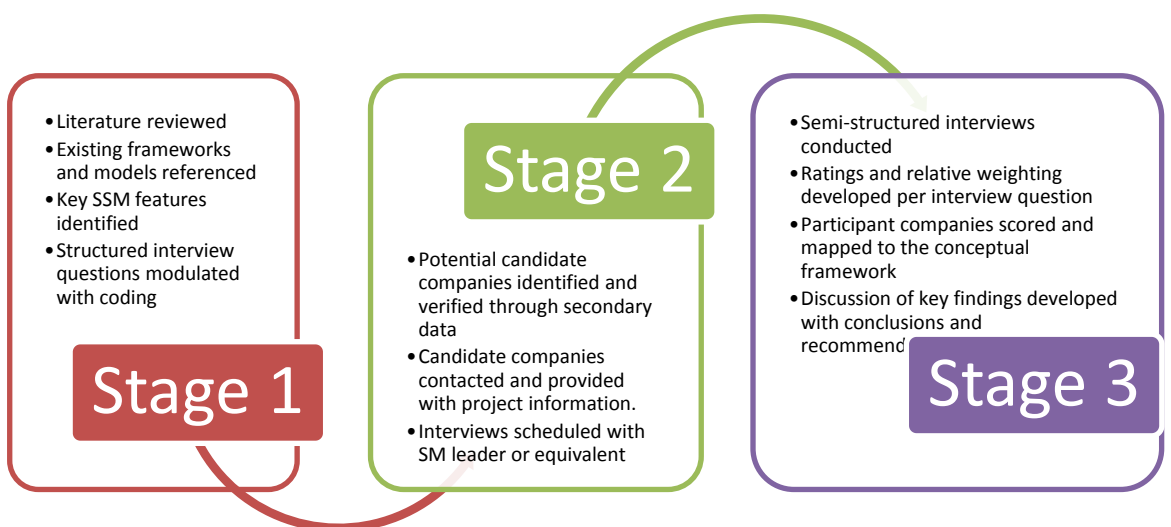 •Literature reviewed
•Existing frameworks
and models referenced
•Key SSM features
identified
•Structured interview
questions modulated
with coding
Stage 1
Stage 2
•Potential candidate
companies identified and
verified through secondary
data
•Candidate companies
contacted and provided
with project information.
•Interviews scheduled with
SM leader or equivalent
•Semi-structured interviews
conducted
•Ratings and relative weighting
developed per interview question
•Participant companies scored and
mapped to the conceptual
framework
•Discussion of key findings developed
with conclusions and
Stage 3